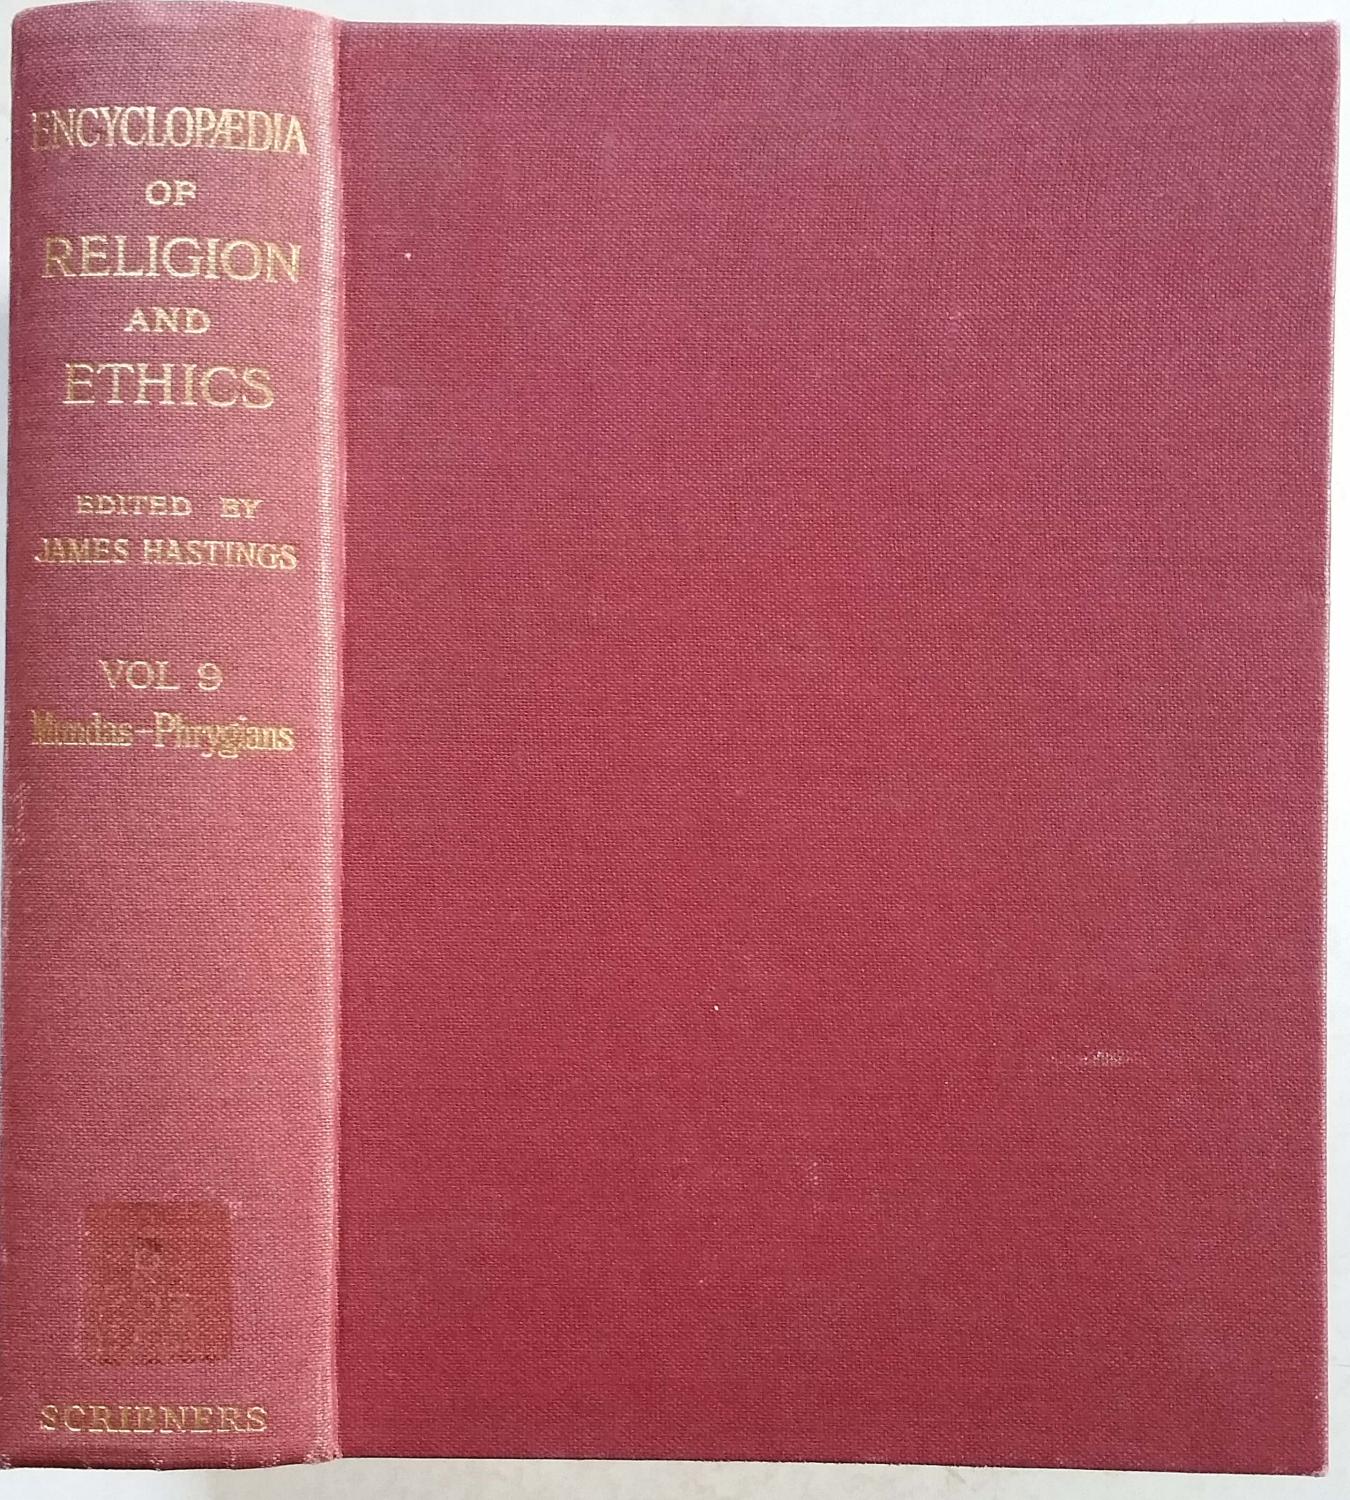 ENCYCLOPÆDIA
OF
RELIGION
AND
ETHICS
EDITED BY
JAMES HASTINGS
VOL 9
Mundas-Phrygians
SCRIBNERS